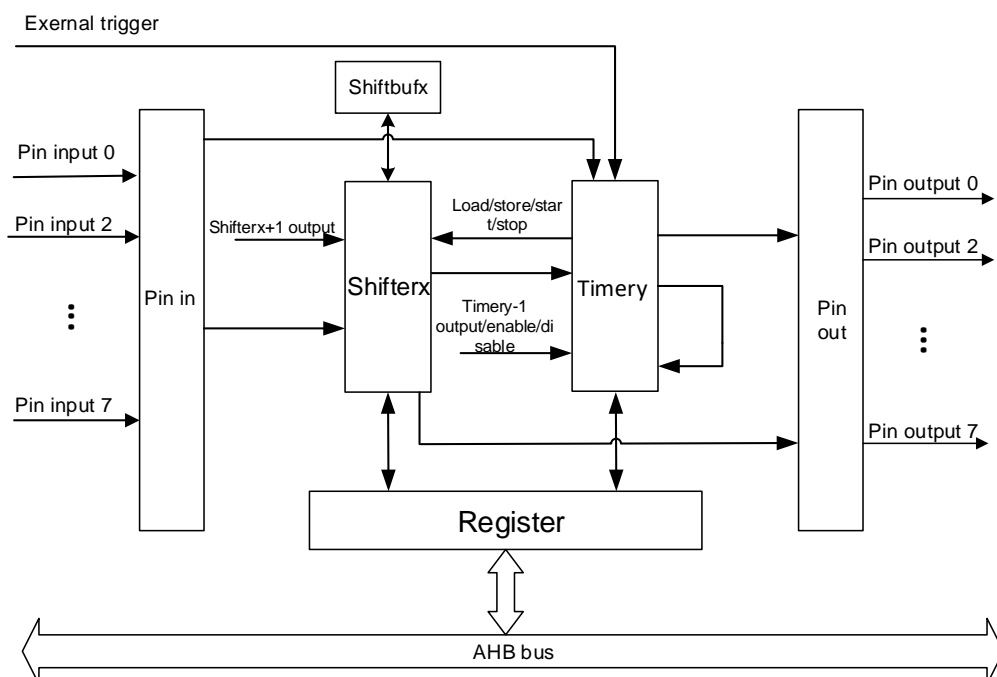 Exernal trigger
Shiftbufx
Pin input 0
Pin output 0
Load/store/star
t/stop
Pin input 2
Shifterx+1 output
Pin output 2
Pin in
Shifterx
Timery
Timery-1
output/enable/di
sable
Pin
out
Pin input 7
Pin output 7
Register
AHB bus